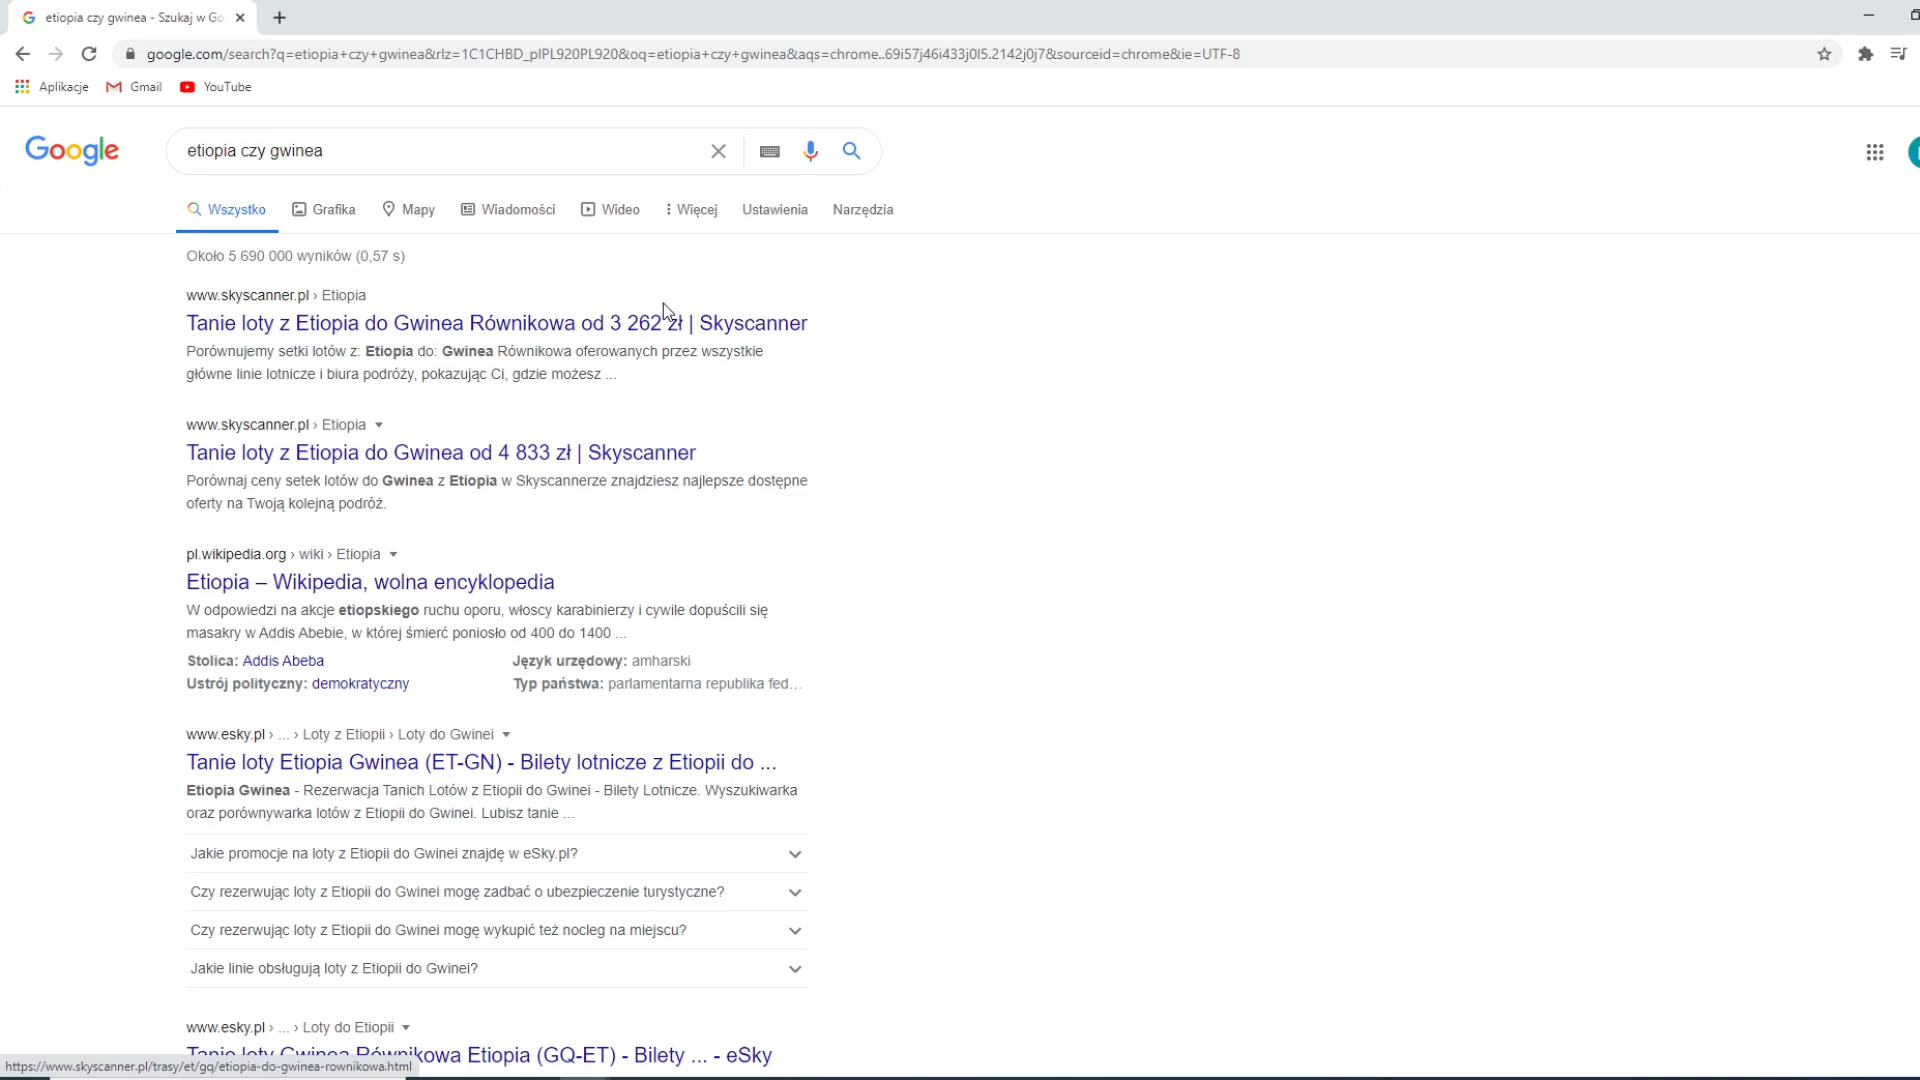 etiopia czy gwinea - Szukaj w Go
google.com/search?q=etiopia+czy+gwinea&rlz=1C1CHBD_plPL920PL920&oq=etiopia+czy+gwinea&aqs=chrome..69i57j46i433j0l5.2142j0j7&sourceid=chrome&ie=UTF-8
Aplikacje Gmail YouTube
Google etiopia czy gwinea
Wszystko Grafika Mapy Wiadomości Wideo Więcej Ustawienia Narzędzia
Około 5 690 000 wyników (0,57 s)
www.skyscanner.pl › Etiopia
Tanie loty z Etiopia do Gwinea Równikowa od 3 262 zł | Skyscanner
Porównujemy setki lotów z: Etiopia do: Gwinea Równikowa oferowanych przez wszystkie
główne linie lotnicze i biura podróży, pokazując Ci, gdzie możesz ...
www.skyscanner.pl › Etiopia
Tanie loty z Etiopia do Gwinea od 4 833 zł | Skyscanner
Porównaj ceny setek lotów do Gwinea z Etiopia w Skyscannerze znajdziesz najlepsze dostępne
oferty na Twoją kolejną podróż.
pl.wikipedia.org › wiki › Etiopia
Etiopia – Wikipedia, wolna encyklopedia
W odpowiedzi na akcje etiopskiego ruchu oporu, włoscy karabinierzy i cywile dopuścili się
masakry w Addis Abebie, w której śmierć poniosło od 400 do 1400 ...
Stolica: Addis Abeba Język urzędowy: amharski
Ustrój polityczny: demokratyczny Typ państwa: parlamentarna republika fed...
www.esky.pl › ... › Loty z Etiopii › Loty do Gwinei
Tanie loty Etiopia Gwinea (ET-GN) - Bilety lotnicze z Etiopii do ...
Etiopia Gwinea - Rezerwacja Tanich Lotów z Etiopii do Gwinei - Bilety Lotnicze. Wyszukiwarka
oraz porównywarka lotów z Etiopii do Gwinei. Lubisz tanie ...
Jakie promocje na loty z Etiopii do Gwinei znajdę w eSky.pl?
Czy rezerwując loty z Etiopii do Gwinei mogę zadbać o ubezpieczenie turystyczne?
Czy rezerwując loty z Etiopii do Gwinei mogę wykupić też nocleg na miejscu?
Jakie linie obsługują loty z Etiopii do Gwinei?
www.esky.pl › ... › Loty do Etiopii
Tanie loty Gwinea Równikowa Etiopia (GQ-ET) - Bilety ... - eSky
https://www.skyscanner.pl/trasy/et/gq/etiopia-do-gwinea-rownikowa.html